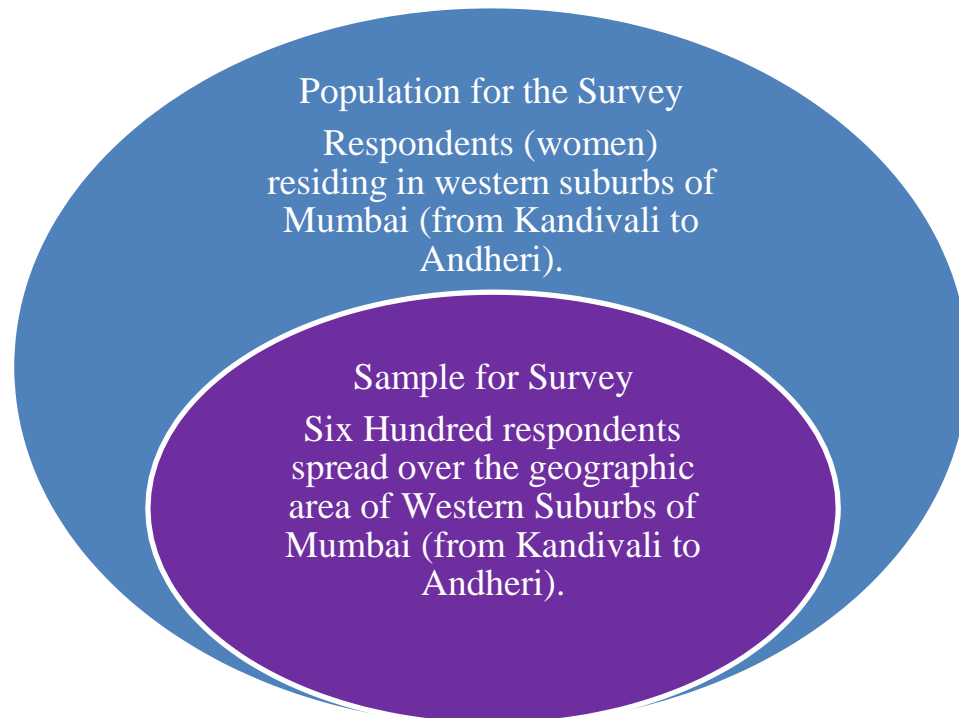 Population for the Survey
Respondents (women)
residing in western suburbs of
Mumbai (from Kandivali to
Andheri).
Sample for Survey
Six Hundred respondents
spread over the geographic
area of Western Suburbs of
Mumbai (from Kandivali to
Andheri).